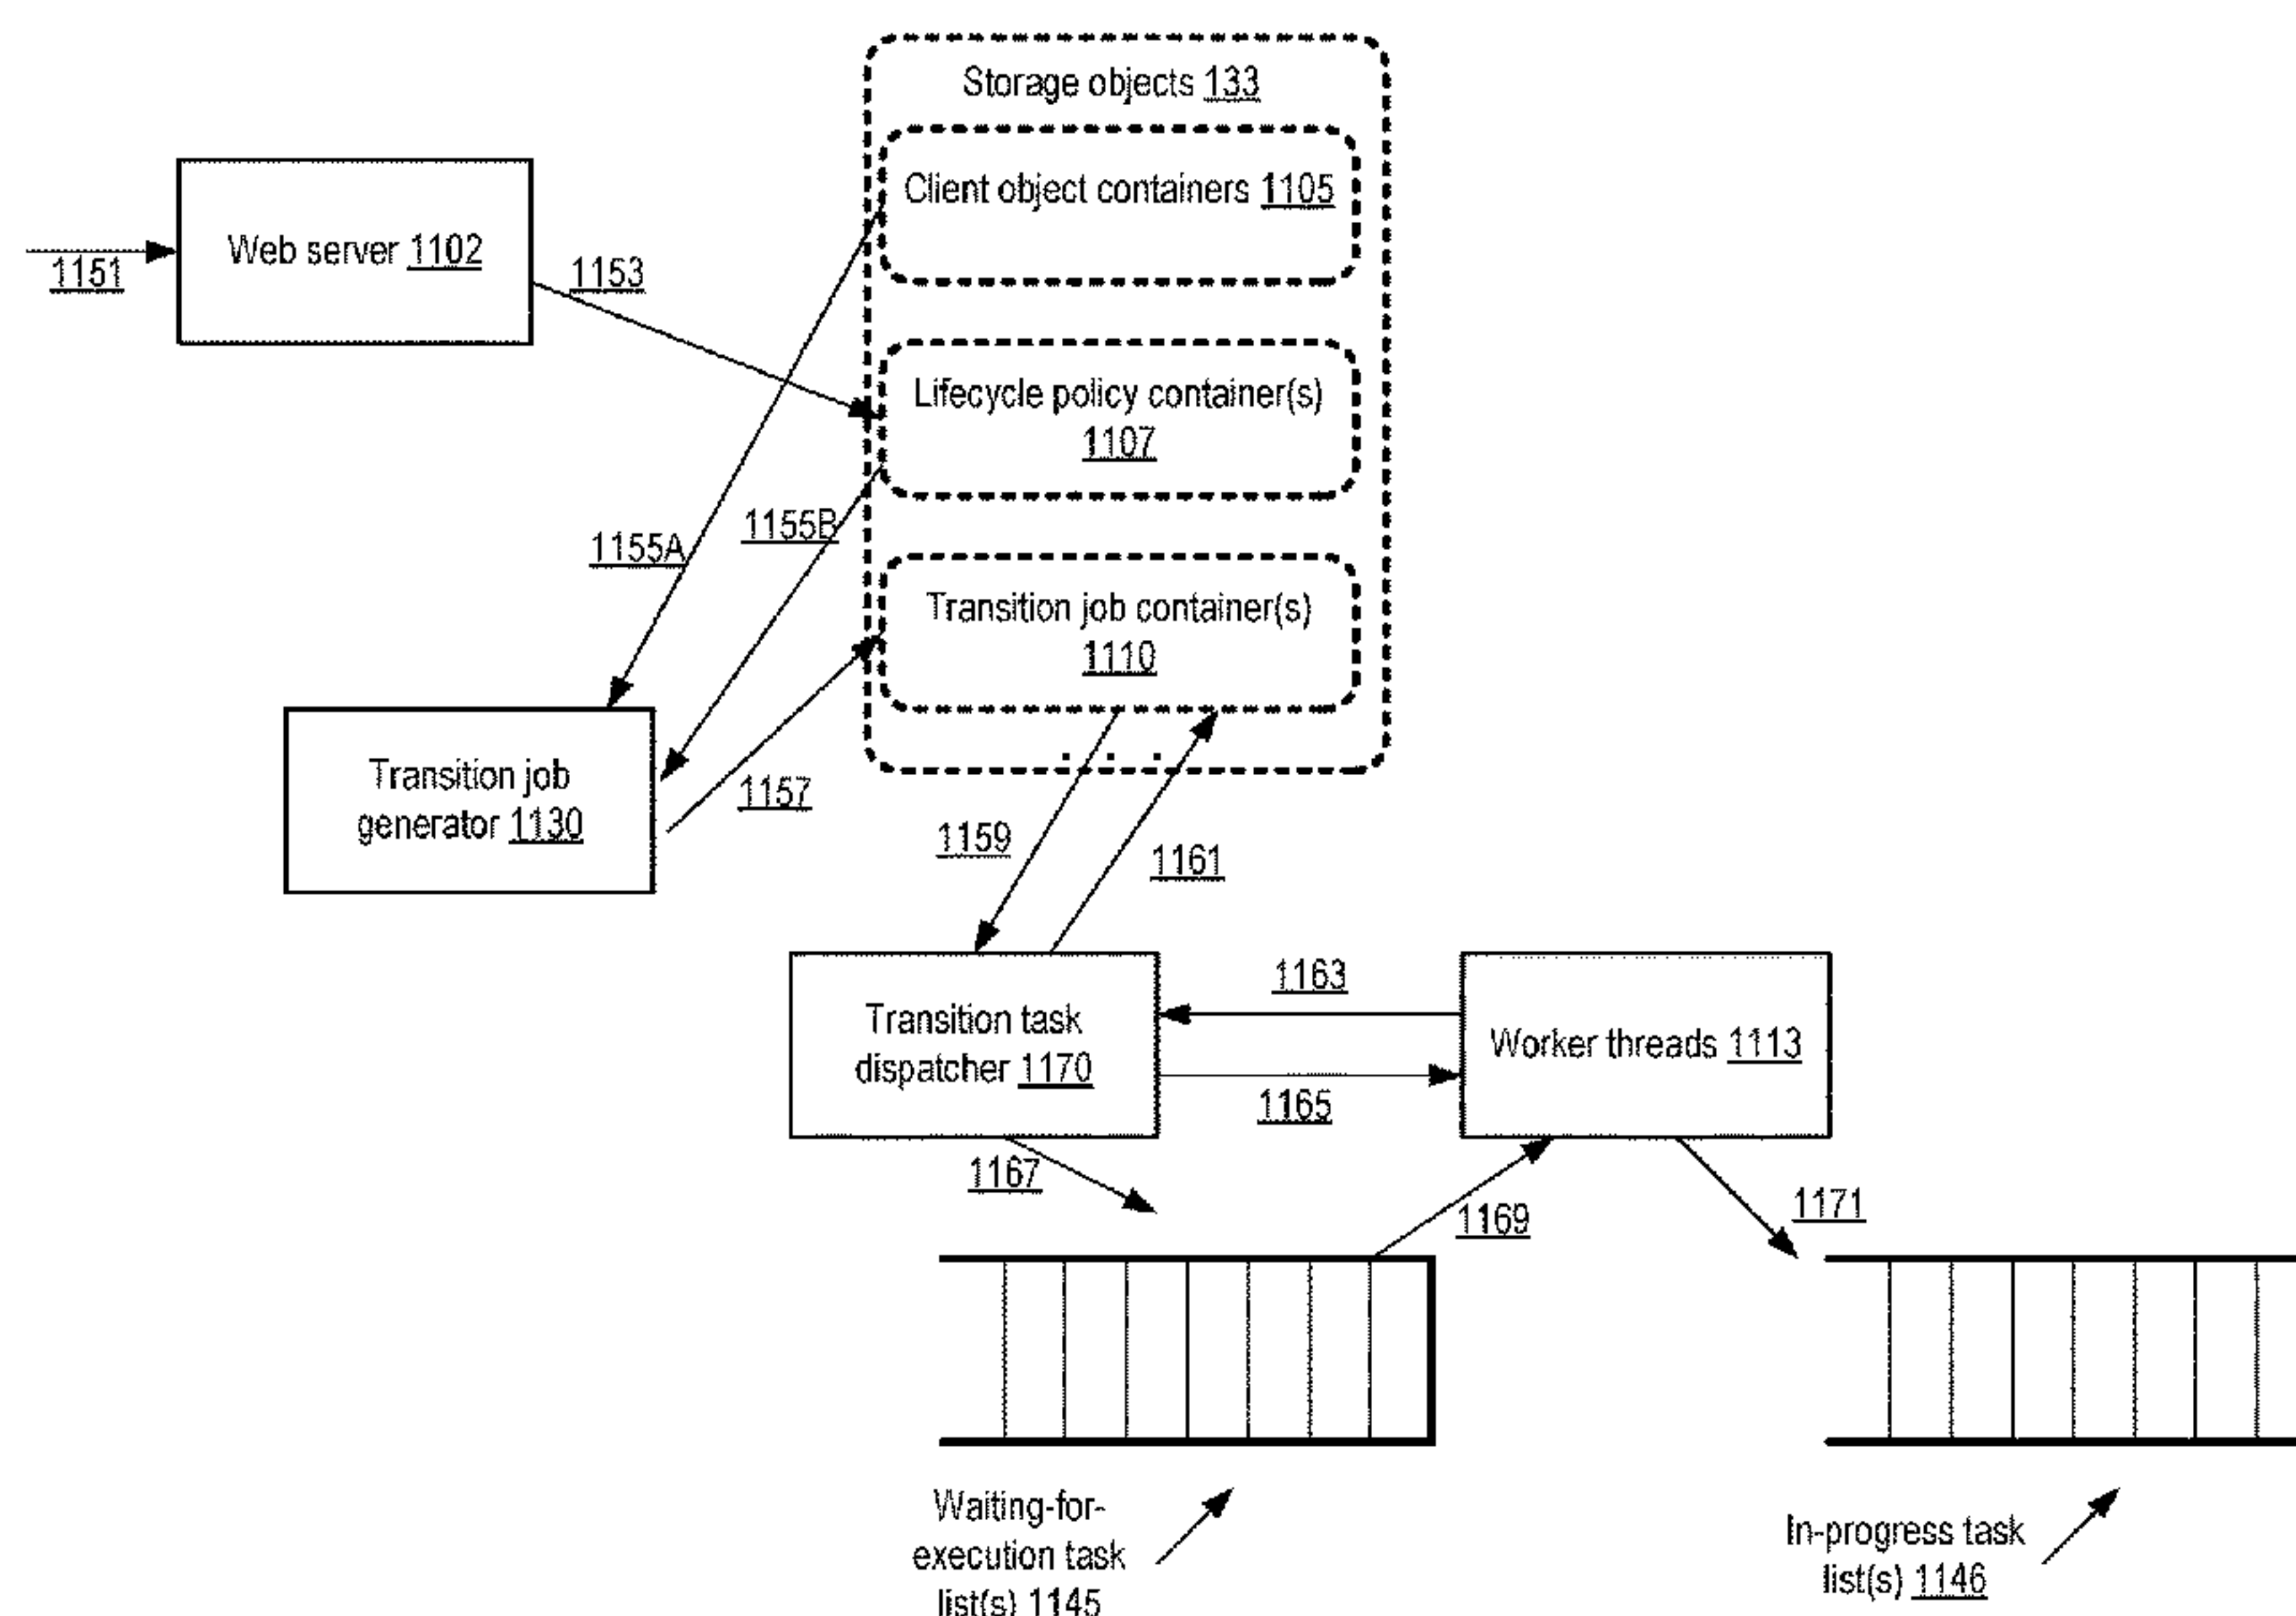 Storage objects 133
Client object containers 1105
Web server 1102
1151
1153
Lifecycle policy container(s)
1107
1155A
1155B
Transition job container(s)
1110
Transition job
generator 1130
1157
1159
1161
1163
Transition task
dispatcher 1170
Worker threads 1113
1165
1167
1169
1171
Waiting-for-
execution task
list(s) 1145
In-progress task
list(s) 1146